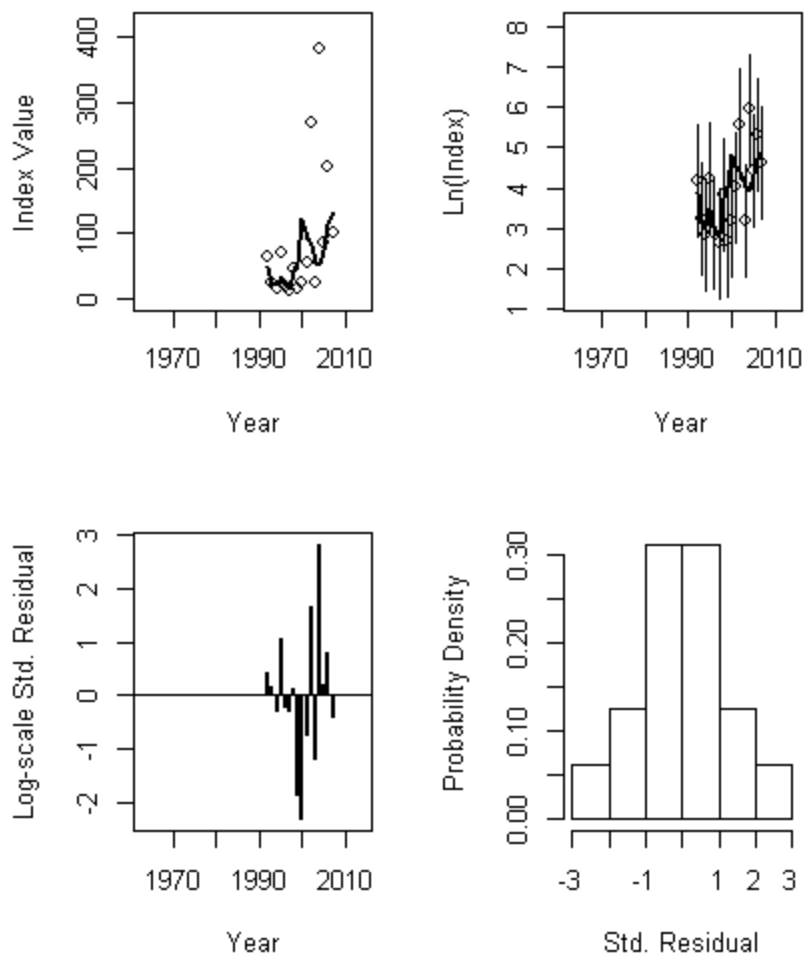 Index Value
400
300
200
100
0
1970 1990 2010
Year
Ln(Index)
8
7
6
5
4
3
2
1
1970 1990 2010
Year
Log-scale Std. Residual
3
2
1
0
-1
-2
1970 1990 2010
Year
Probability Density
0.30
0.20
0.10
0.00
-3 -1 1 2 3
Std. Residual